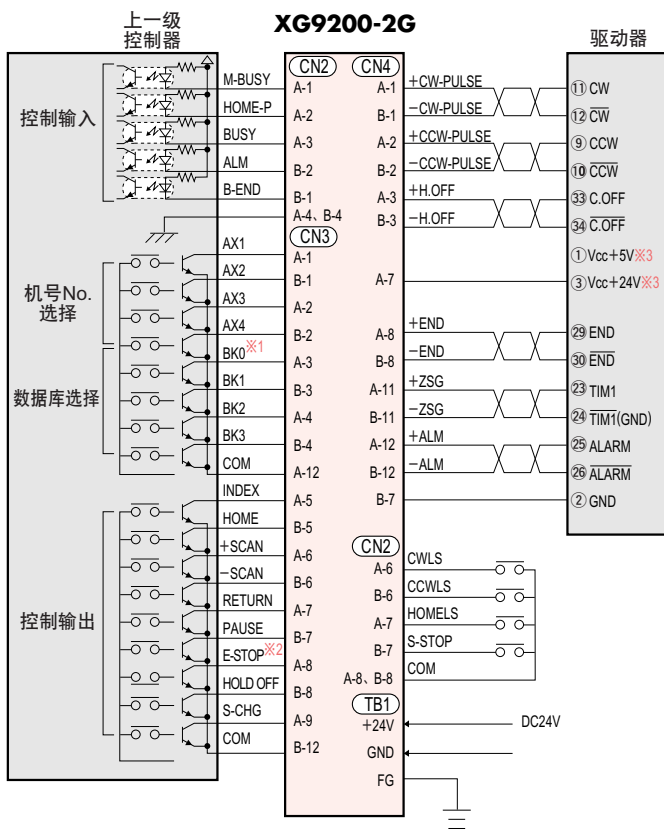 上一级
控制器
XG9200-2G
驱动器
控制输入
M-BUSY
HOME-P
BUSY
ALM
B-END
机号No.
选择
数据库选择
AX1
AX2
AX3
AX4
BK0※1
BK1
BK2
BK3
COM
控制输出
INDEX
HOME
+SCAN
−SCAN
RETURN
PAUSE
E-STOP※2
HOLD OFF
S-CHG
COM
CN2
A-1
A-2
A-3
B-2
B-1
A-4、B-4
CN3
A-1
B-1
A-2
B-2
A-3
B-3
A-4
B-4
A-12
A-5
B-5
A-6
B-6
A-7
B-7
A-8
B-8
A-9
B-12
CN4
A-1
B-1
A-2
B-2
A-3
B-3
A-7
A-8
B-8
A-11
B-11
A-12
B-12
B-7
CN2
A-6
B-6
A-7
B-7
A-8、B-8
TB1
+24V
GND
FG
+CW-PULSE
−CW-PULSE
+CCW-PULSE
−CCW-PULSE
+H.OFF
−H.OFF
+END
−END
+ZSG
−ZSG
+ALM
−ALM
CWLS
CCWLS
HOMELS
S-STOP
COM
DC24V
⑪ CW
⑫ C̅W̅
⑨ CCW
⑩ C̅C̅W̅
㉝ C.OFF
㉞ C̅.̅O̅F̅F̅
① Vcc+5V※3
③ Vcc+24V※3
㉙ END
㉚ E̅N̅D̅
㉓ TIM1
㉔ T̅I̅M̅1̅(GND)
㉕ ALARM
㉖ A̅L̅A̅R̅M̅
② GND